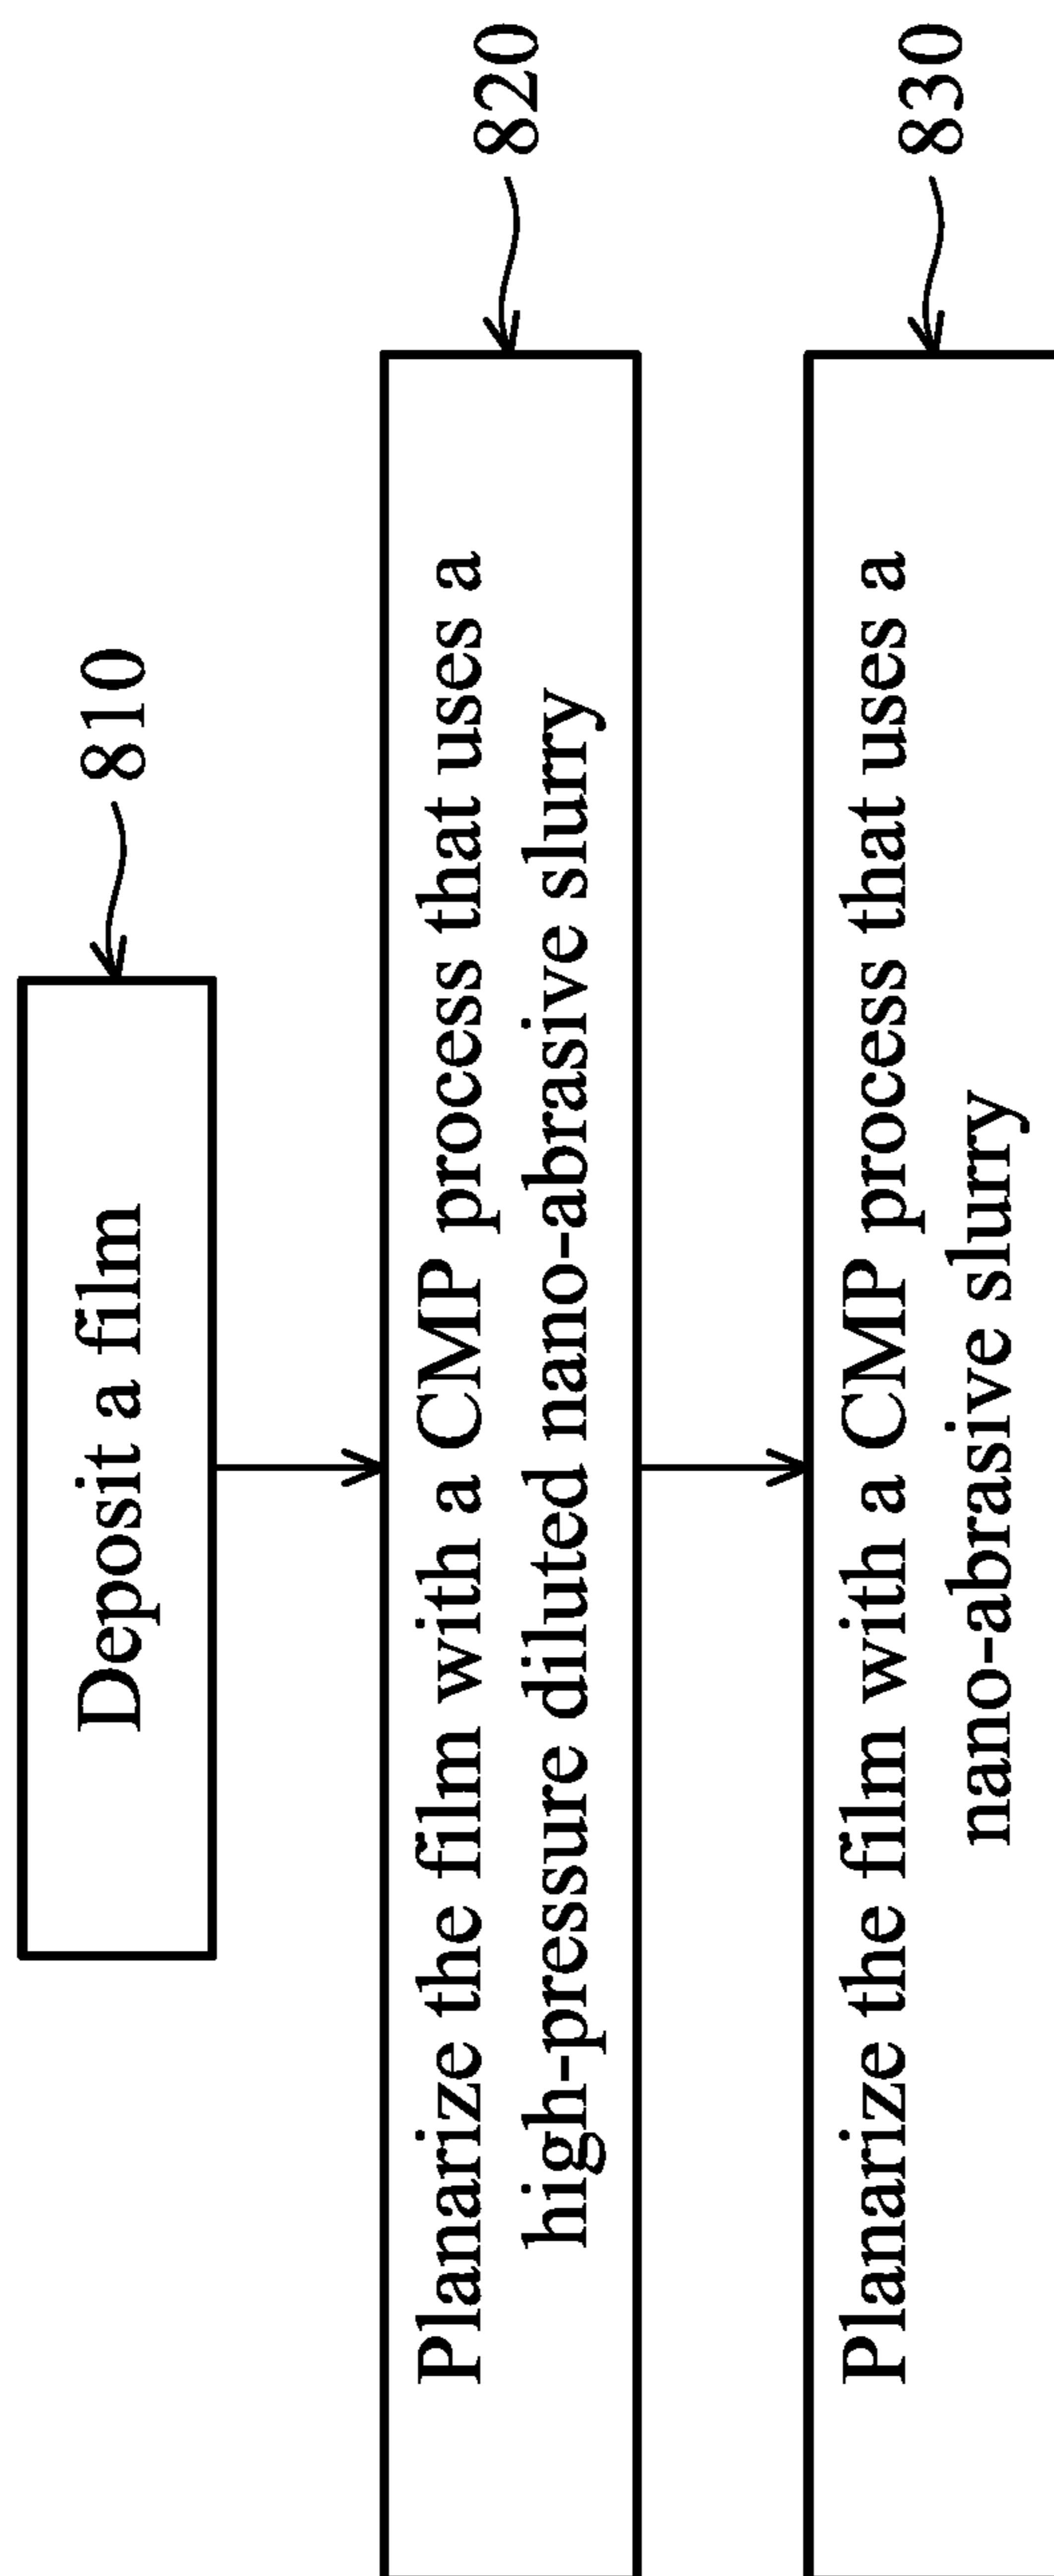 Deposit a film
810
Planarize the film with a CMP process that uses a
high-pressure diluted nano-abrasive slurry
820
Planarize the film with a CMP process that uses a
nano-abrasive slurry
830